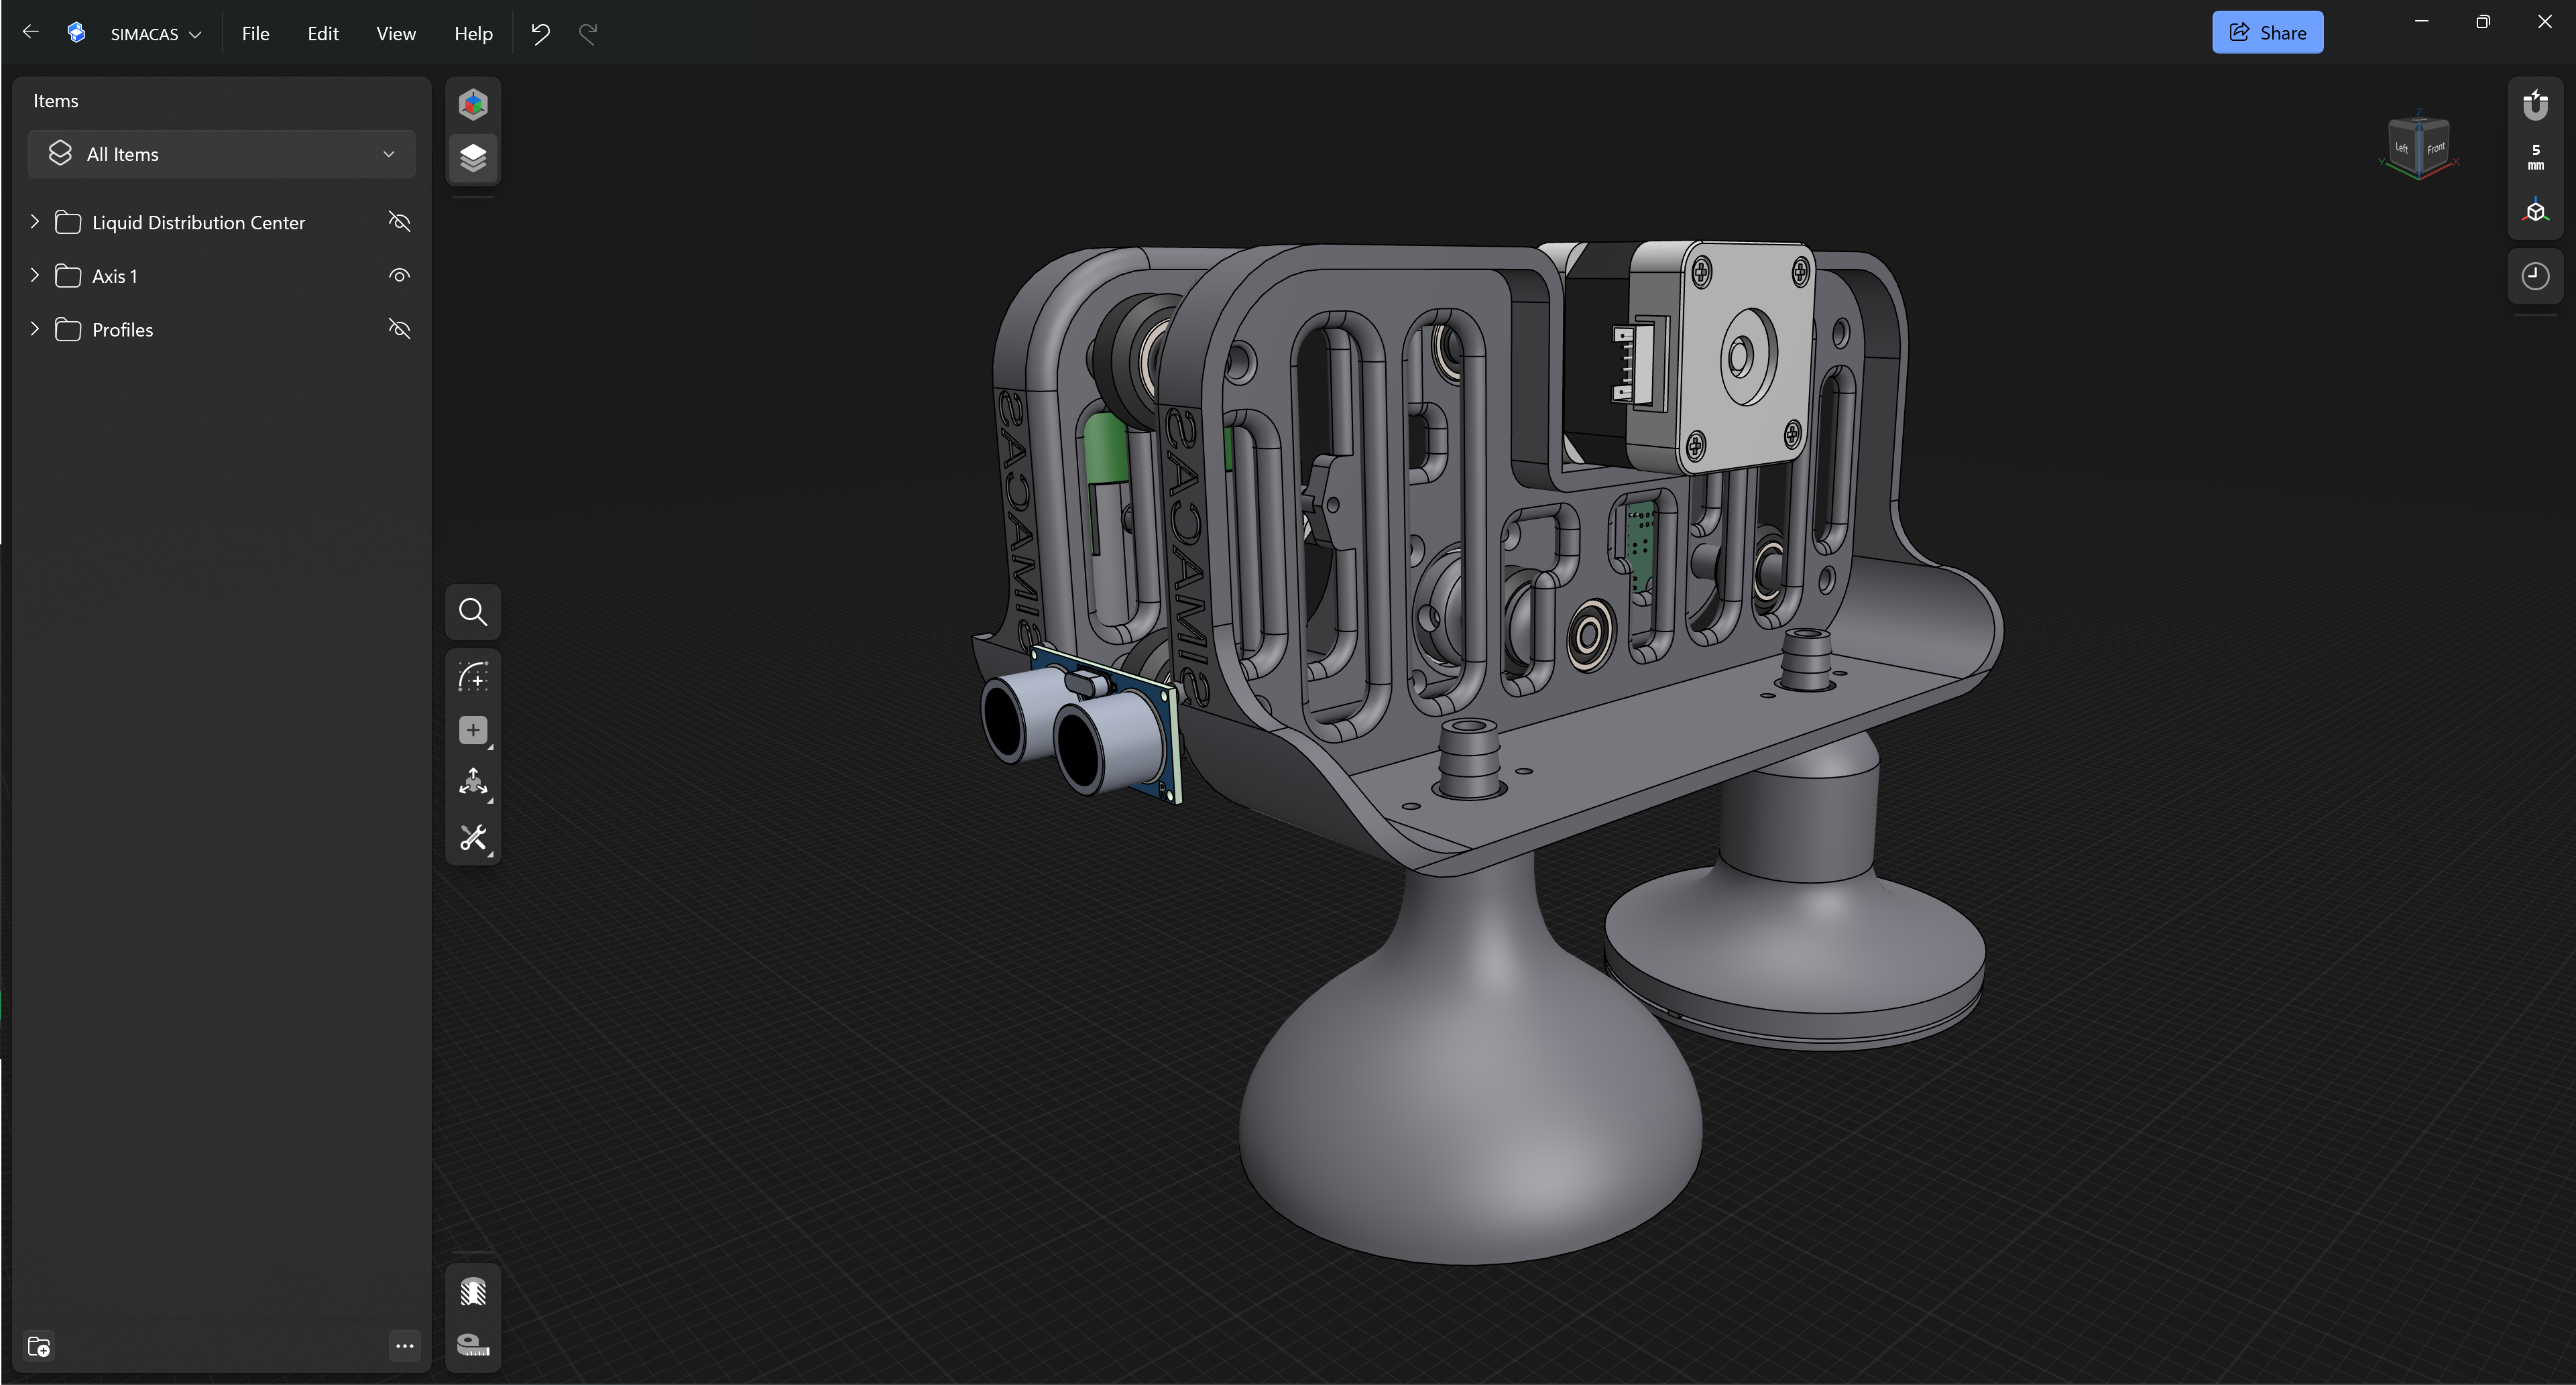 SIMACAS
File
Edit
View
Help
Share
Items
All Items
Liquid Distribution Center
Axis 1
Profiles
Z
Left
Front
Y
X
5
mm
SIMACAS
SIMACAS